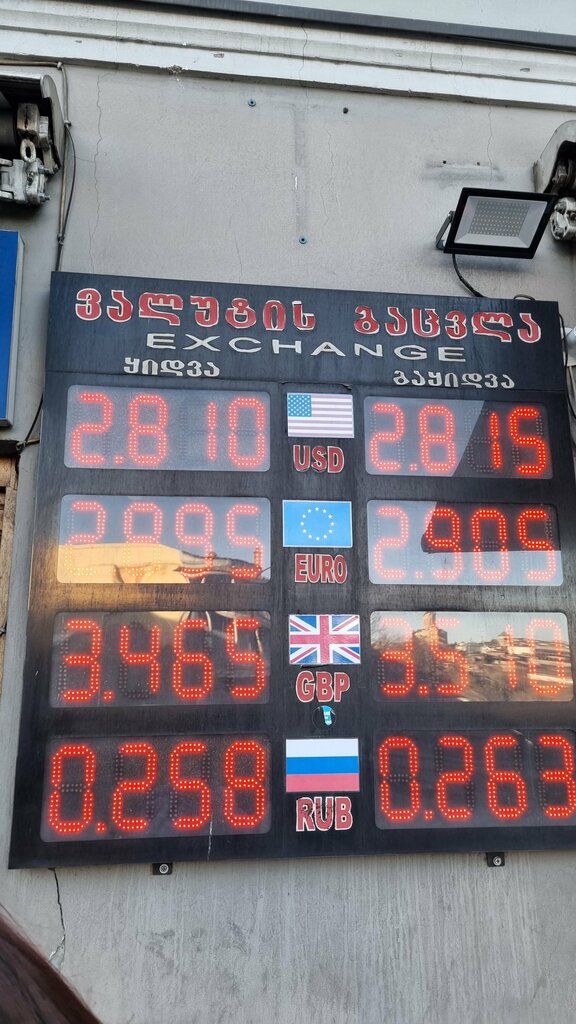 ვალუტის გაცვლა
EXCHANGE
ყიდვა გაყიდვა
2.810 USD 2.815
2.895 EURO 2.905
3.465 GBP 3.510
0.258 RUB 0.263